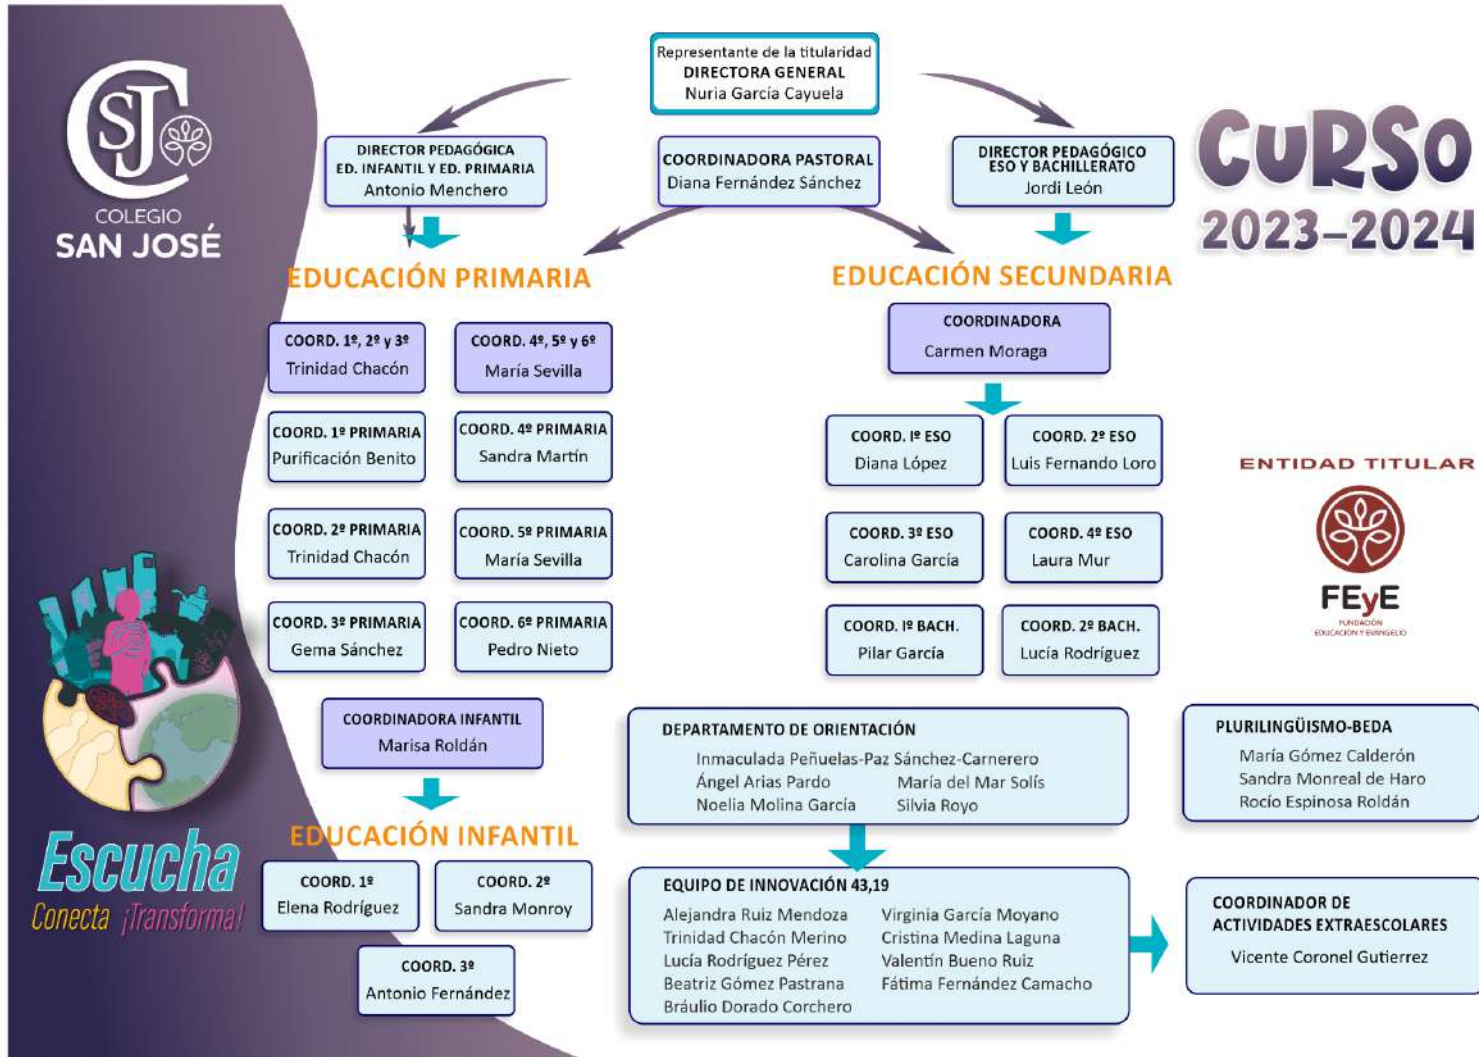 CSJ
COLEGIO
SAN JOSÉ
Representante de la titularidad
DIRECTORA GENERAL
Nuria García Cayuela
DIRECTOR PEDAGÓGICA
ED. INFANTIL Y ED. PRIMARIA
Antonio Menchero
COORDINADORA PASTORAL
Diana Fernández Sánchez
DIRECTOR PEDAGÓGICO
ESO Y BACHILLERATO
Jordi León
CURSO
2023-2024
EDUCACIÓN PRIMARIA
COORD. 1º, 2º y 3º
Trinidad Chacón
COORD. 4º, 5º y 6º
María Sevilla
COORD. 1º PRIMARIA
Purificación Benito
COORD. 4º PRIMARIA
Sandra Martín
COORD. 2º PRIMARIA
Trinidad Chacón
COORD. 5º PRIMARIA
María Sevilla
COORD. 3º PRIMARIA
Gema Sánchez
COORD. 6º PRIMARIA
Pedro Nieto
EDUCACIÓN SECUNDARIA
COORDINADORA
Carmen Moraga
COORD. Iº ESO
Diana López
COORD. 2º ESO
Luis Fernando Loro
COORD. 3º ESO
Carolina García
COORD. 4º ESO
Laura Mur
COORD. Iº BACH.
Pilar García
COORD. 2º BACH.
Lucía Rodríguez
ENTIDAD TITULAR
FEyE
FUNDACIÓN
EDUCACIÓN Y EVANGELIO
COORDINADORA INFANTIL
Marisa Roldán
EDUCACIÓN INFANTIL
COORD. 1º
Elena Rodríguez
COORD. 2º
Sandra Monroy
COORD. 3º
Antonio Fernández
DEPARTAMENTO DE ORIENTACIÓN
Inmaculada Peñuelas-Paz Sánchez-Carnerero
Ángel Arias Pardo María del Mar Solís
Noelia Molina García Silvia Royo
PLURILINGÜISMO-BEDA
María Gómez Calderón
Sandra Monreal de Haro
Rocío Espinosa Roldán
EQUIPO DE INNOVACIÓN 43,19
Alejandra Ruiz Mendoza Virginia García Moyano
Trinidad Chacón Merino Cristina Medina Laguna
Lucía Rodríguez Pérez Valentín Bueno Ruiz
Beatriz Gómez Pastrana Fátima Fernández Camacho
Bráulio Dorado Corchero
COORDINADOR DE
ACTIVIDADES EXTRAESCOLARES
Vicente Coronel Gutierrez
Escucha
Conecta ¡Transforma!